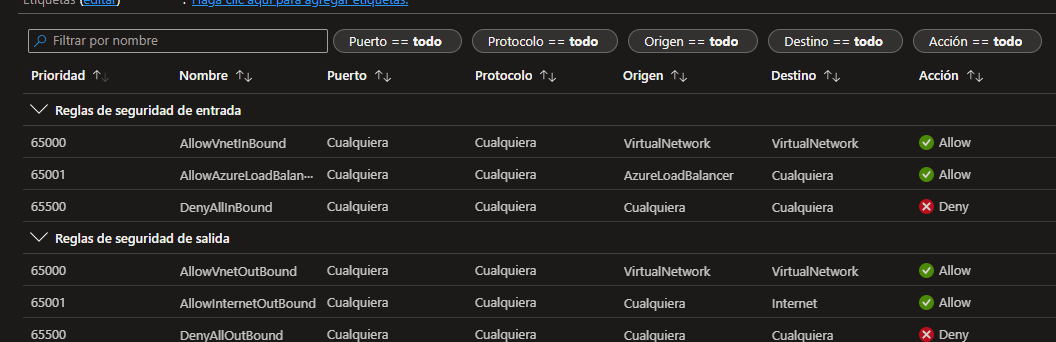 Etiquetas (editar) : Haga clic aquí para agregar etiquetas.
Filtrar por nombre Puerto == todo Protocolo == todo Origen == todo Destino == todo Acción == todo
Prioridad Nombre Puerto Protocolo Origen Destino Acción
Reglas de seguridad de entrada
65000 AllowVnetInBound Cualquiera Cualquiera VirtualNetwork VirtualNetwork Allow
65001 AllowAzureLoadBalan··· Cualquiera Cualquiera AzureLoadBalancer Cualquiera Allow
65500 DenyAllInBound Cualquiera Cualquiera Cualquiera Cualquiera Deny
Reglas de seguridad de salida
65000 AllowVnetOutBound Cualquiera Cualquiera VirtualNetwork VirtualNetwork Allow
65001 AllowInternetOutBound Cualquiera Cualquiera Cualquiera Internet Allow
65500 DenyAllOutBound Cualquiera Cualquiera Cualquiera Cualquiera Deny